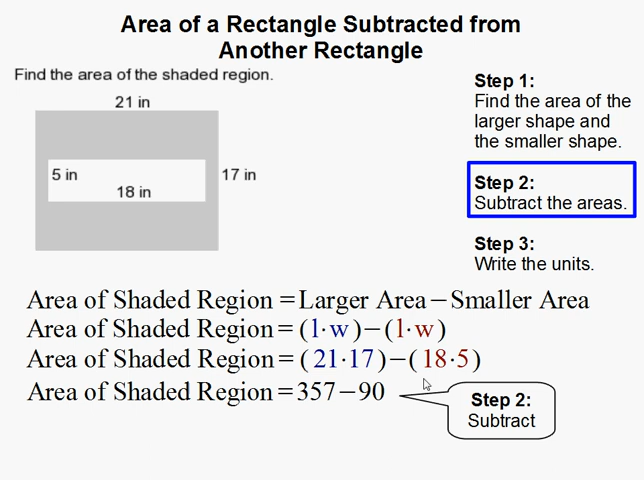 Area of a Rectangle Subtracted from
Another Rectangle
Find the area of the shaded region.
21 in
5 in
18 in
17 in
Step 1:
Find the area of the
larger shape and
the smaller shape.
Step 2:
Subtract the areas.
Step 3:
Write the units.
Area of Shaded Region = Larger Area − Smaller Area
Area of Shaded Region = (l·w) − (l·w)
Area of Shaded Region = (21·17) − (18·5)
Area of Shaded Region = 357 − 90
Step 2:
Subtract